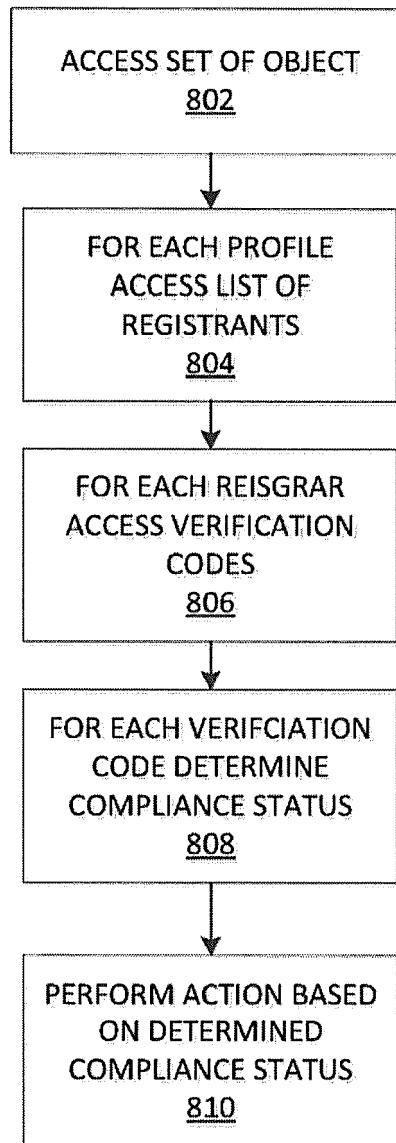 ACCESS SET OF OBJECT
802
FOR EACH PROFILE
ACCESS LIST OF
REGISTRANTS
804
FOR EACH REISGRAR
ACCESS VERIFICATION
CODES
806
FOR EACH VERIFCIATION
CODE DETERMINE
COMPLIANCE STATUS
808
PERFORM ACTION BASED
ON DETERMINED
COMPLIANCE STATUS
810